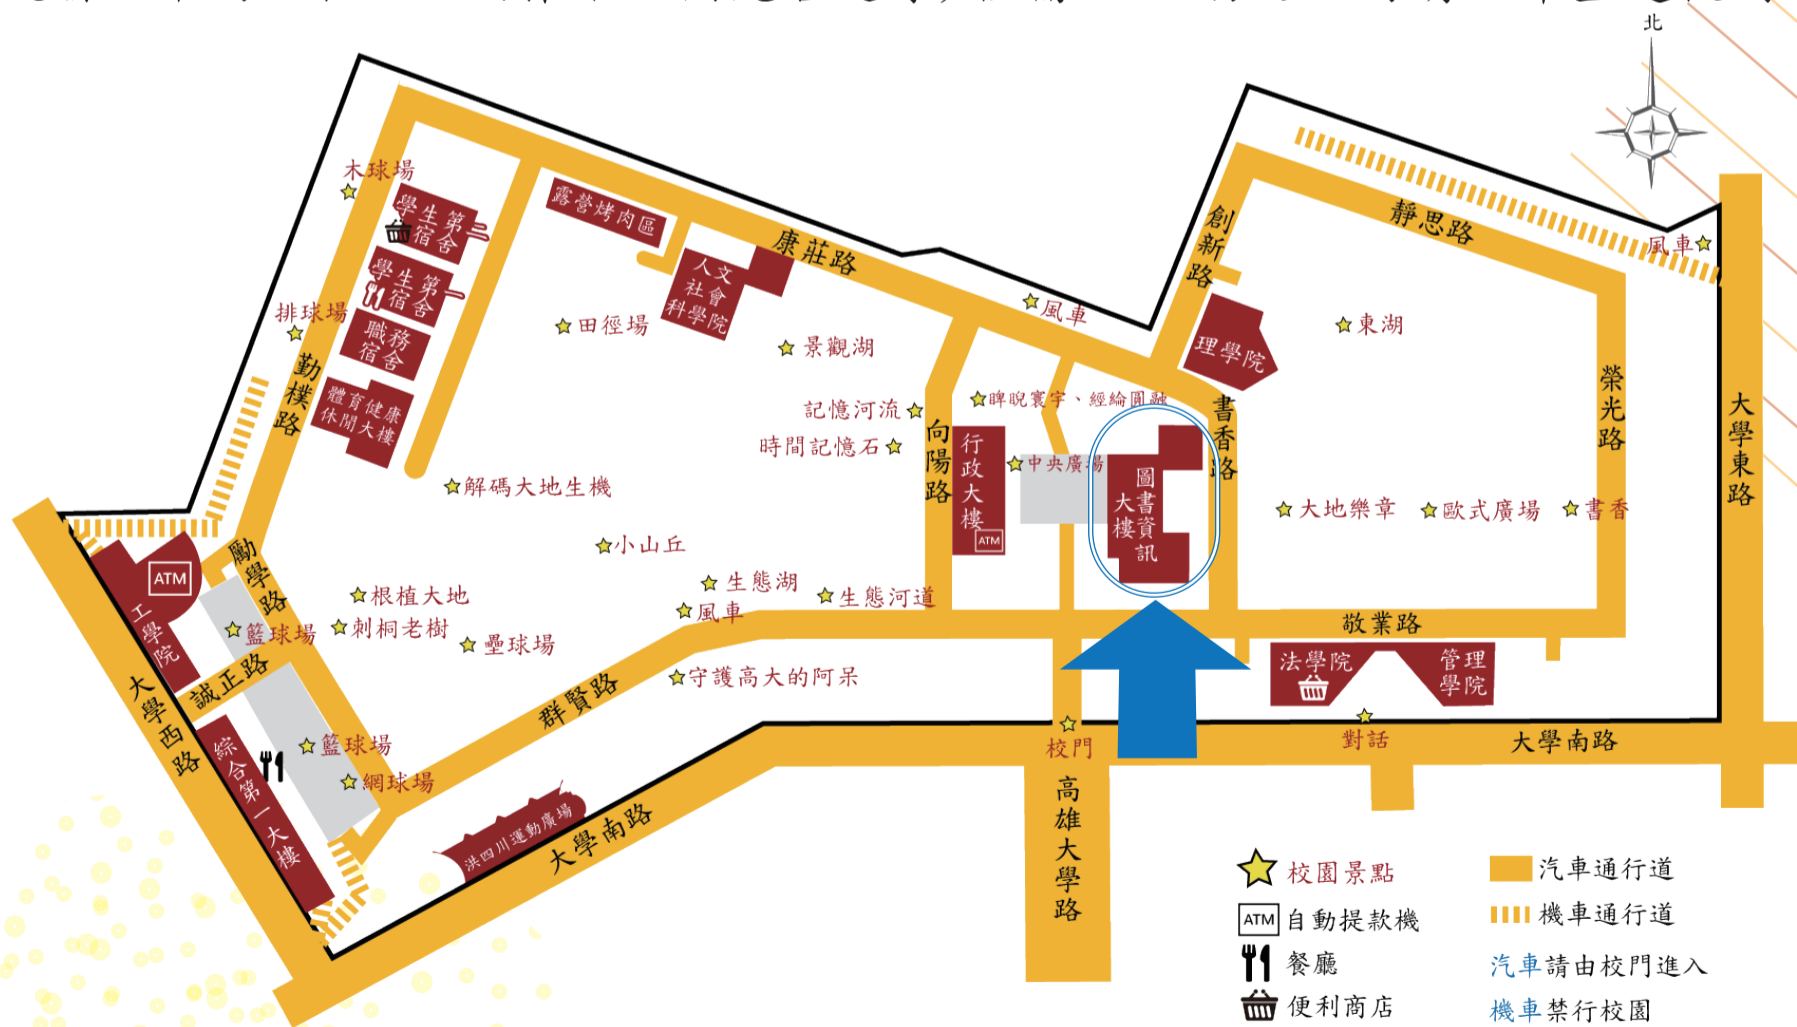 北
木球場
學生第二
宿舍
學生第一
宿舍
排球場
職務
宿舍
體育健康
休閒大樓
勤樸路
露營烤肉區
人文
社會
科學院
康莊路
田徑場
景觀湖
風車
創新路
靜思路
風車
理學院
東湖
榮光路
大學東路
記憶河流
時間記憶石
向陽路
睥睨寰宇、經綸圓融
行政大樓
ATM
中央廣場
圖書資訊
大樓
書香路
大地樂章
歐式廣場
書香
解碼大地生機
小山丘
生態湖
風車
生態河道
勵學路
ATM
工學院
根植大地
刺桐老樹
壘球場
籃球場
誠正路
大學西路
守護高大的阿呆
敬業路
法學院
管理
學院
對話
大學南路
校門
高雄大學路
群賢路
籃球場
網球場
綜合第一大樓
洪四川運動廣場
大學南路
校園景點
ATM 自動提款機
餐廳
便利商店
汽車通行道
機車通行道
汽車請由校門進入
機車禁行校園